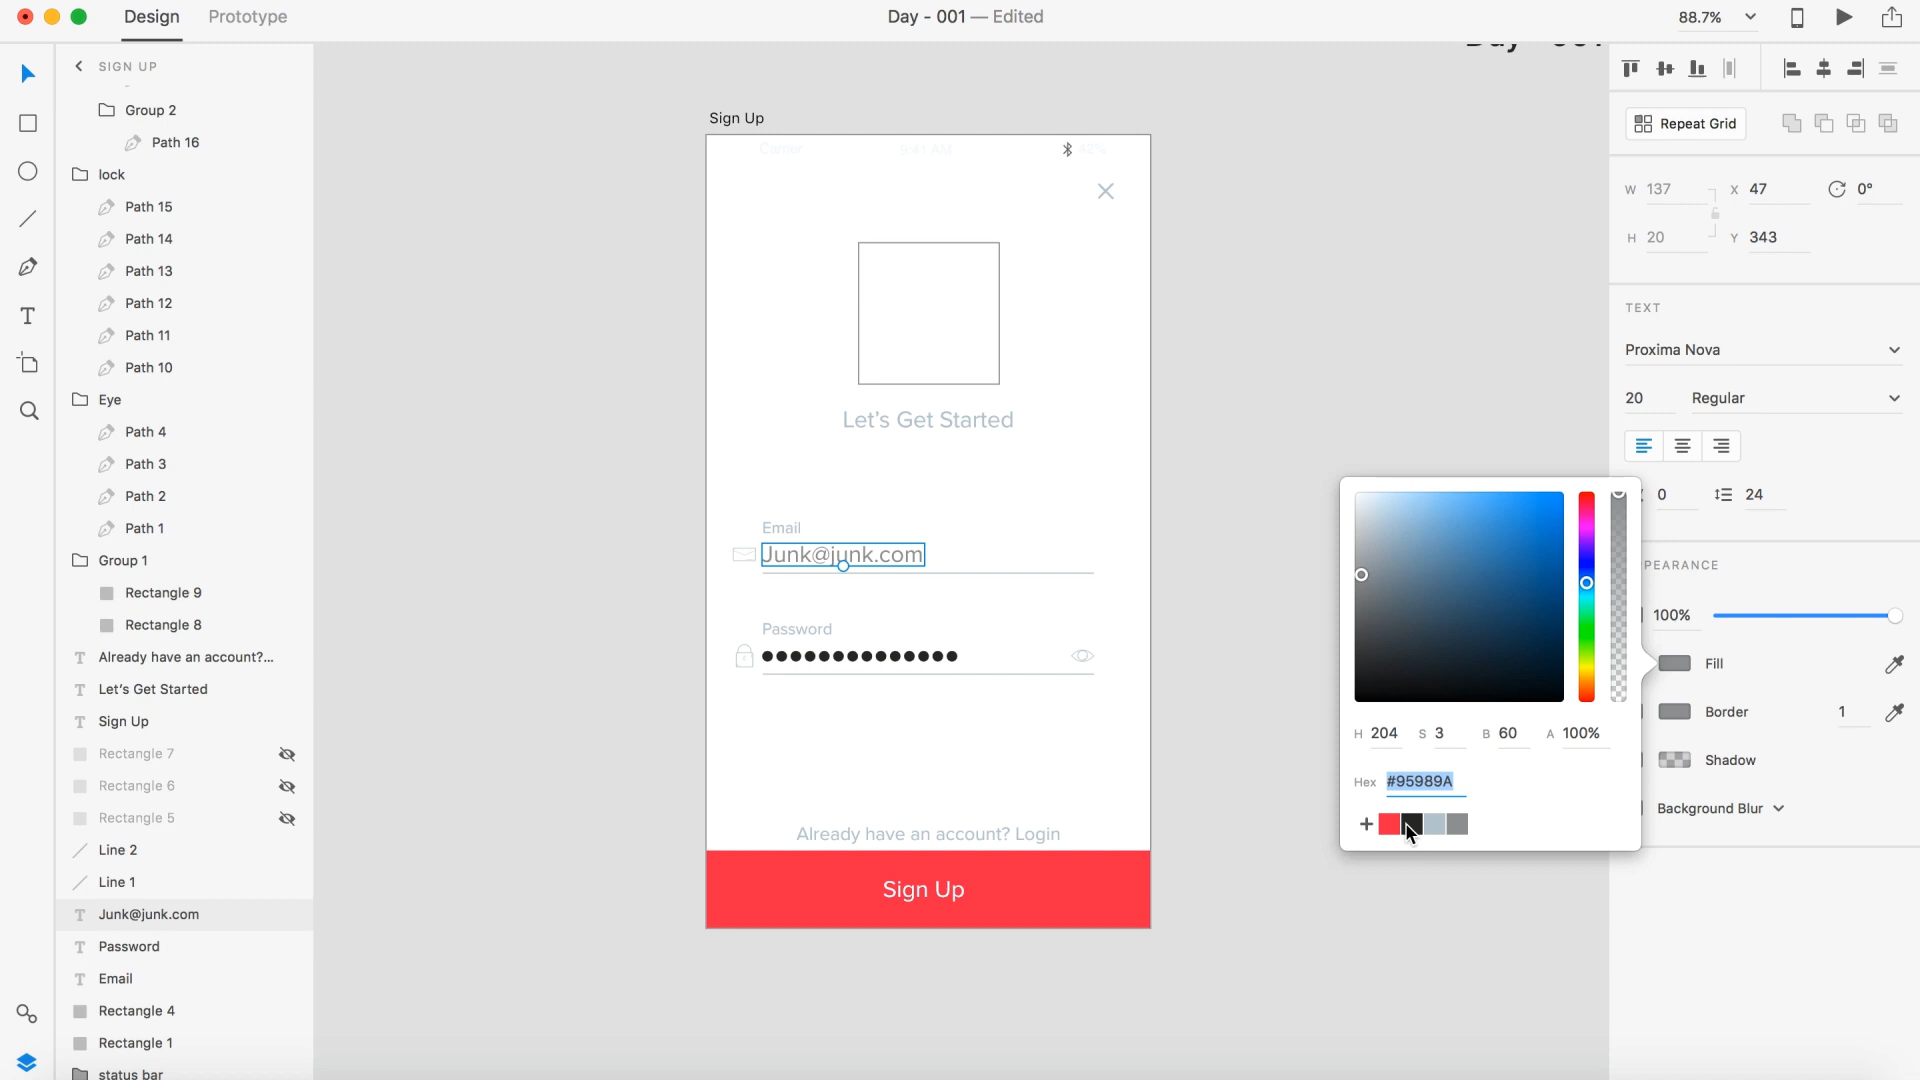 Design
Prototype
Day - 001 — Edited
88.7%
SIGN UP
Group 2
Path 16
lock
Path 15
Path 14
Path 13
Path 12
Path 11
Path 10
Eye
Path 4
Path 3
Path 2
Path 1
Group 1
Rectangle 9
Rectangle 8
Already have an account?...
Let's Get Started
Sign Up
Rectangle 7
Rectangle 6
Rectangle 5
Line 2
Line 1
Junk@junk.com
Password
Email
Rectangle 4
Rectangle 1
status bar
Sign Up
Carrier 9:41 AM 42%
Let's Get Started
Email
Junk@junk.com
Password
Already have an account? Login
Sign Up
Repeat Grid
W 137 X 47 0°
H 20 Y 343
TEXT
Proxima Nova
20 Regular
0 24
PEARANCE
100%
Fill
Border 1
Shadow
Background Blur
H 204 S 3 B 60 A 100%
Hex #95989A